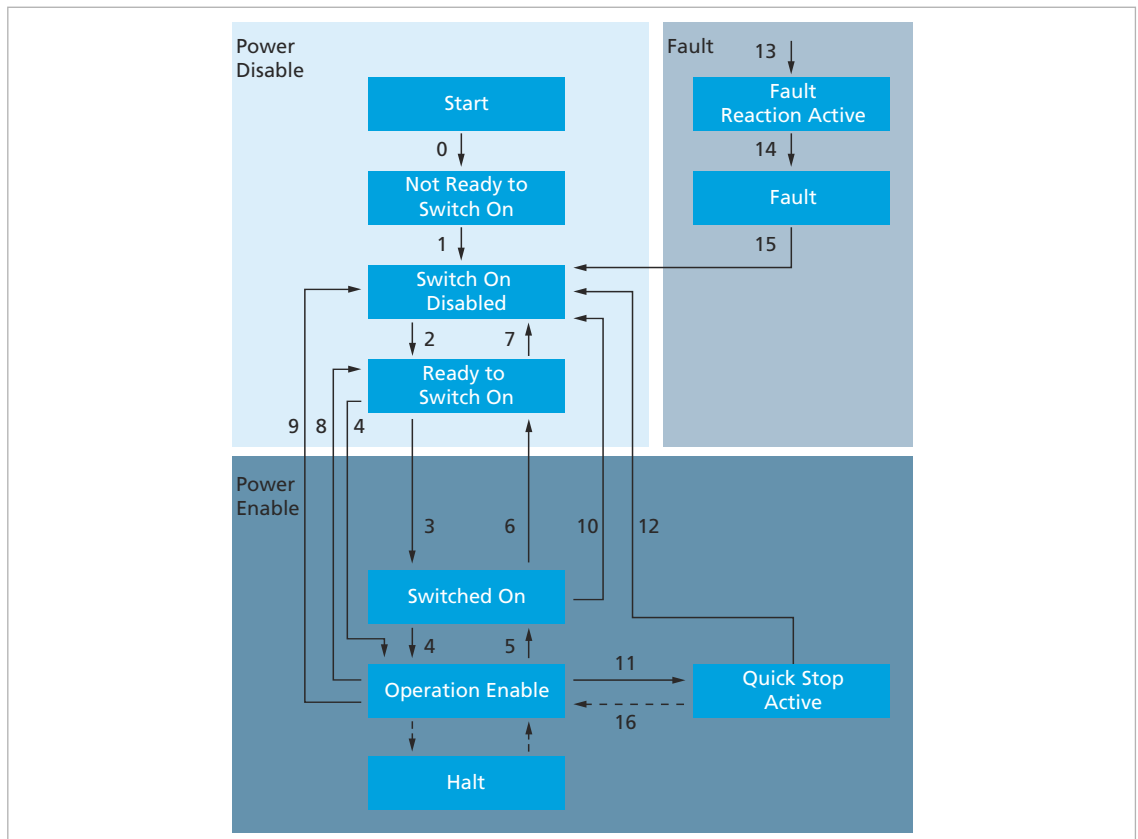 Power
Disable
Start
0
Not Ready to
Switch On
1
Switch On
Disabled
2
7
Ready to
Switch On
9
8
4
Fault
13
Fault
Reaction Active
14
Fault
15
Power
Enable
3
6
10
12
Switched On
4
5
Operation Enable
11
16
Quick Stop
Active
Halt